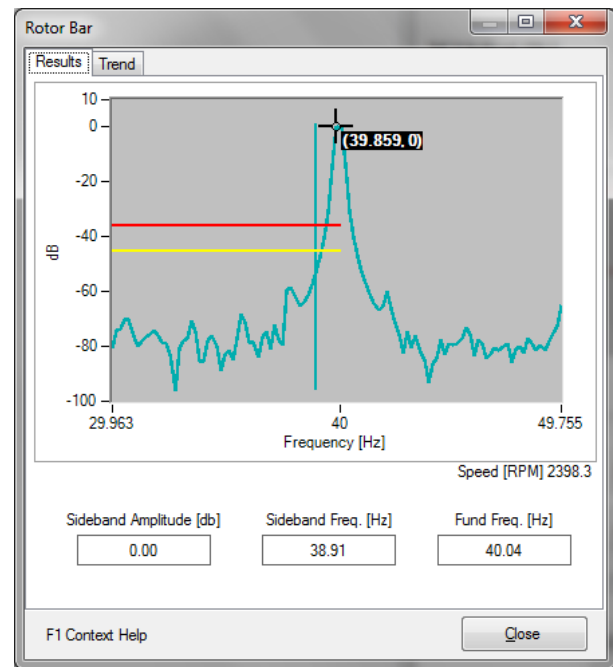 Rotor Bar
Results Trend
10
0
(39.859, 0)
-20
-40
dB
-60
-80
-100
29.963 40 49.755
Frequency [Hz]
Speed [RPM] 2398.3
Sideband Amplitude [db] Sideband Freq. [Hz] Fund Freq. [Hz]
0.00 38.91 40.04
F1 Context Help Close